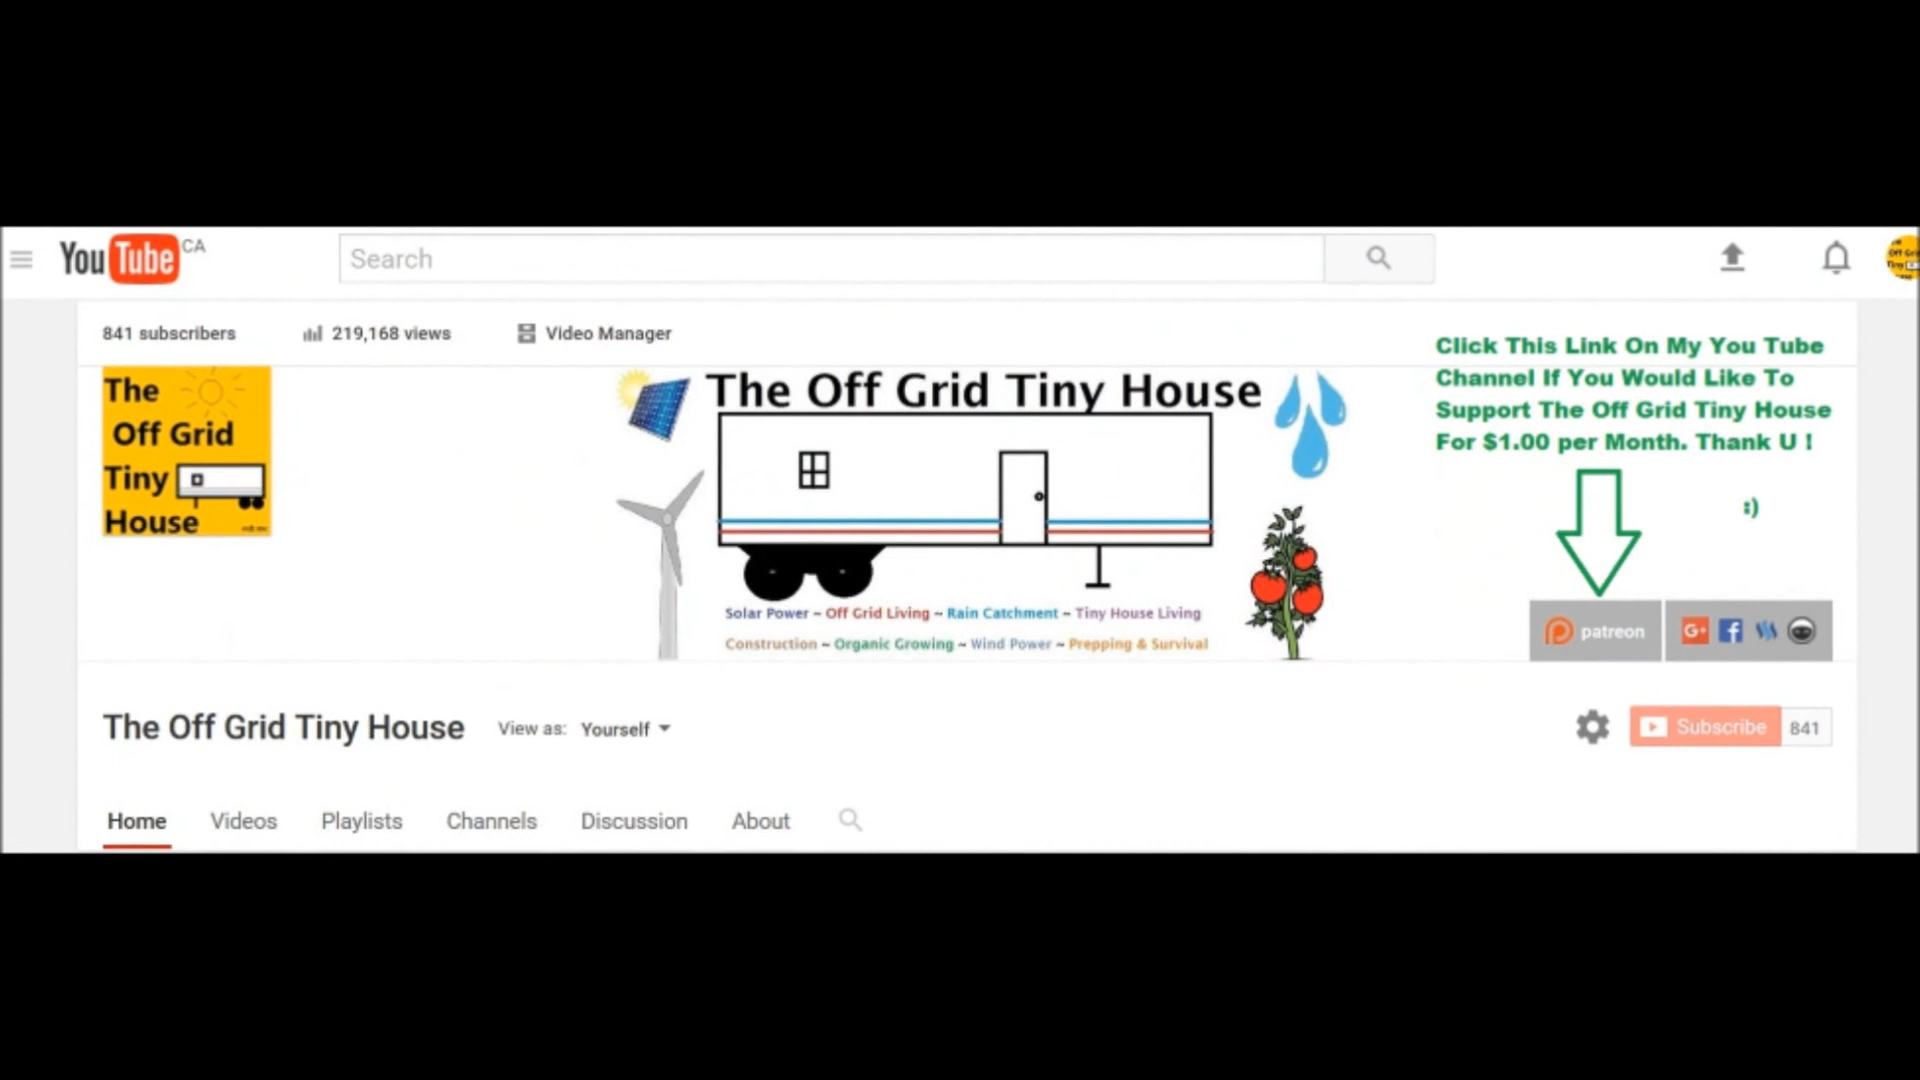 YouTube CA
Search
841 subscribers
219,168 views
Video Manager
The
Off Grid
Tiny
House
The Off Grid Tiny House
Solar Power ~ Off Grid Living ~ Rain Catchment ~ Tiny House Living
Construction ~ Organic Growing ~ Wind Power ~ Prepping & Survival
Click This Link On My You Tube
Channel If You Would Like To
Support The Off Grid Tiny House
For $1.00 per Month. Thank U !
:)
patreon
G+ f
The Off Grid Tiny House
View as: Yourself
Subscribe 841
Home Videos Playlists Channels Discussion About